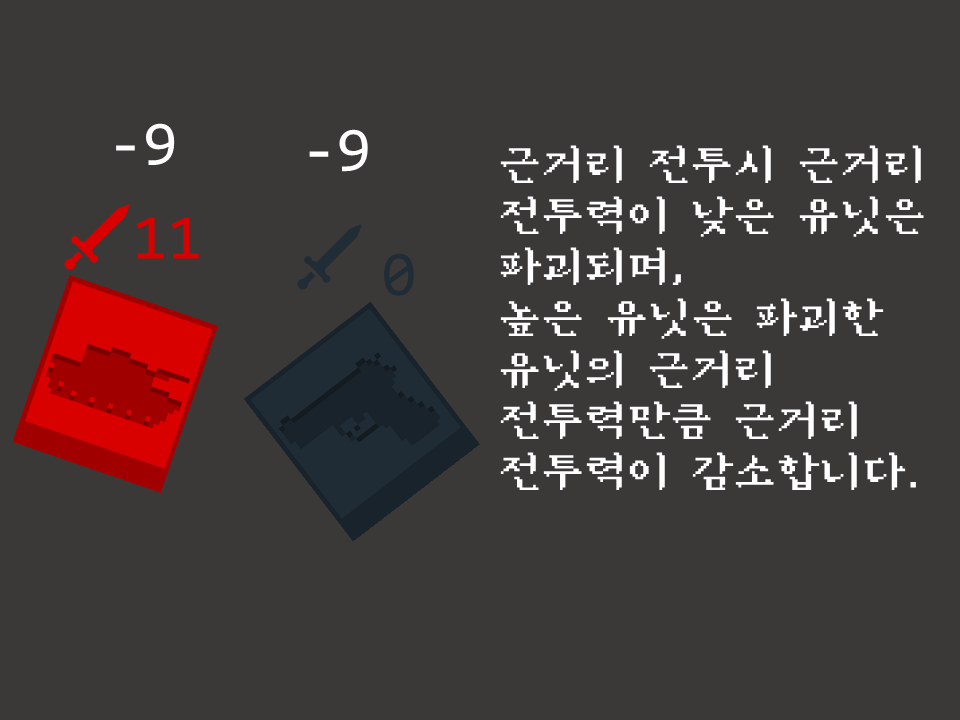 -9
-9
11
0
근거리 전투시 근거리
전투력이 낮은 유닛은
파괴되며,
높은 유닛은 파괴한
유닛의 근거리
전투력만큼 근거리
전투력이 감소합니다.